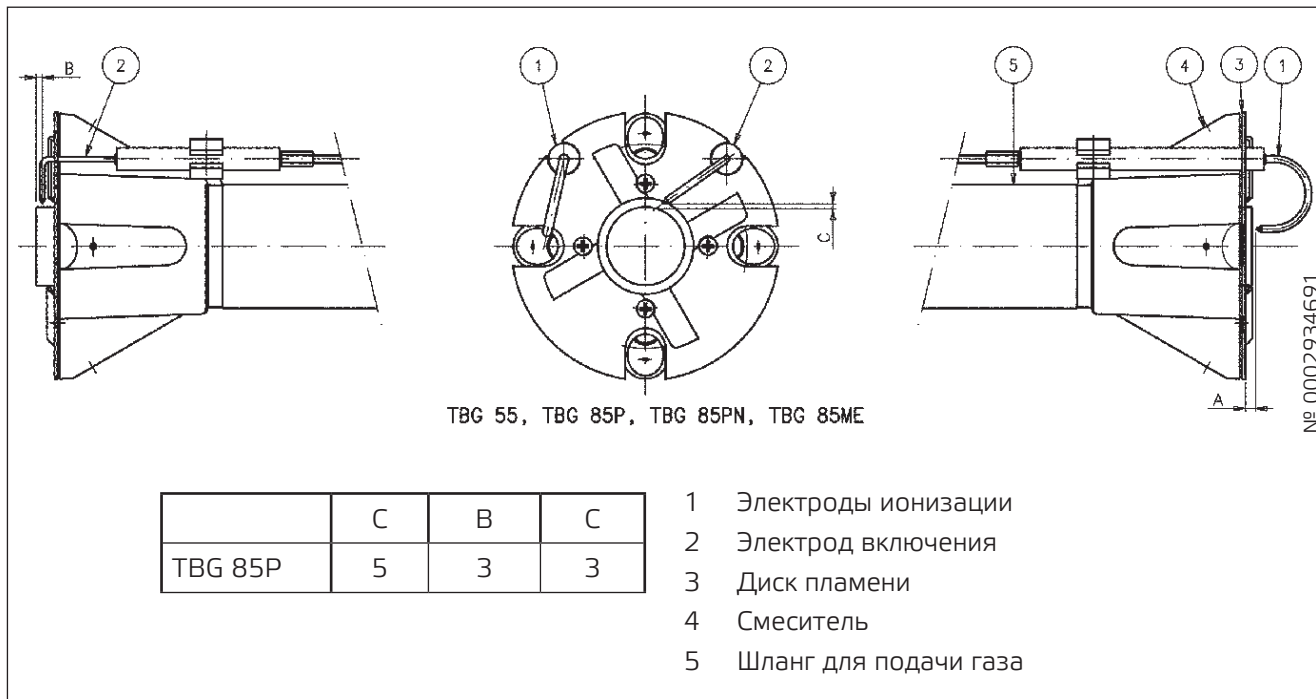 B 2 1 2 5 4 3 1
C
A
№ 0002934691
TBG 55, TBG 85P, TBG 85PN, TBG 85ME
C B C
TBG 85P 5 3 3
1 Электроды ионизации
2 Электрод включения
3 Диск пламени
4 Смеситель
5 Шланг для подачи газа